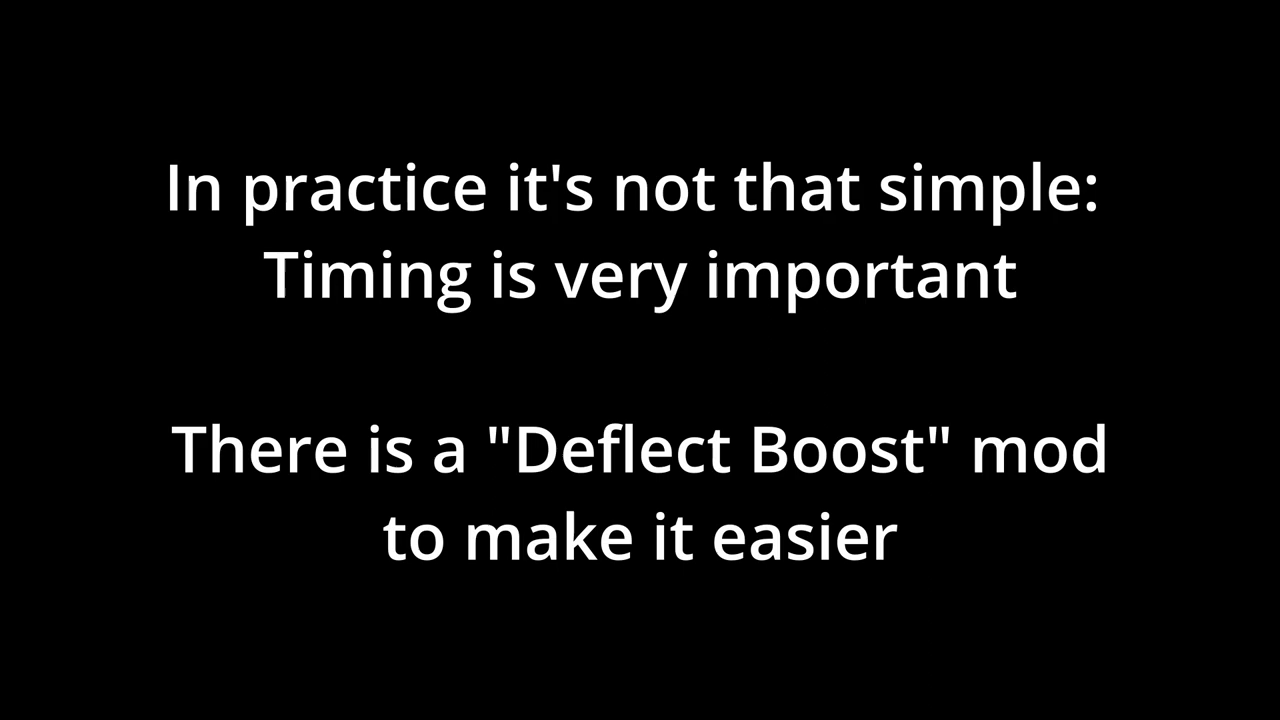 In practice it's not that simple:
Timing is very important
There is a "Deflect Boost" mod
to make it easier